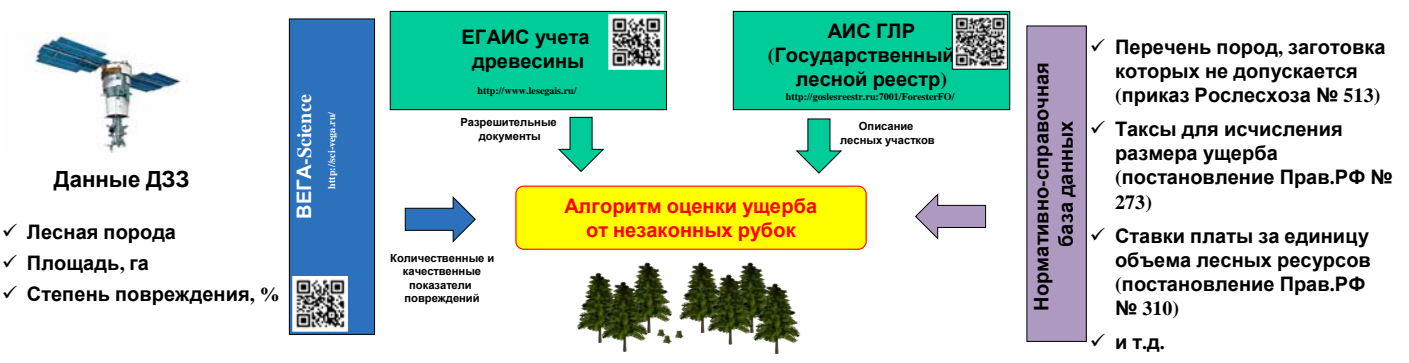 Данные ДЗЗ
✓ Лесная порода
✓ Площадь, га
✓ Степень повреждения, %
ВЕГА-Science
http://sci-vega.ru/
ЕГАИС учета
древесины
http://www.lesegais.ru/
АИС ГЛР
(Государственный
лесной реестр)
http://goslesreestr.ru:7001/ForesterFO/
Разрешительные
документы
Описание
лесных участков
Алгоритм оценки ущерба
от незаконных рубок
Количественные и
качественные
показатели
повреждений
Нормативно-справочная
база данных
✓ Перечень пород, заготовка
которых не допускается
(приказ Рослесхоза № 513)
✓ Таксы для исчисления
размера ущерба
(постановление Прав.РФ №
273)
✓ Ставки платы за единицу
объема лесных ресурсов
(постановление Прав.РФ
№ 310)
✓ и т.д.